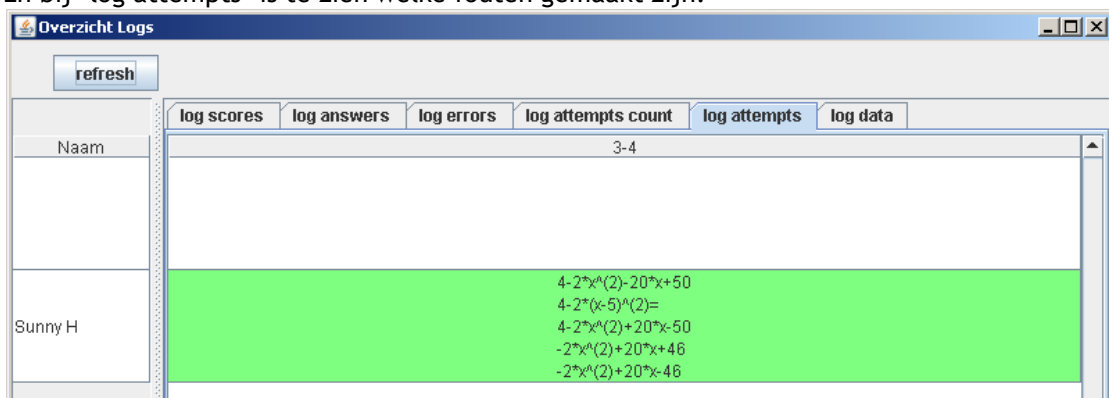 En bij 'log attempts' is te zien welke fouten gemaakt zijn.
Overzicht Logs
refresh
log scores log answers log errors log attempts count log attempts log data
Naam 3-4
4-2*x^(2)-20*x+50
4-2*(x-5)^(2)=
Sunny H 4-2*x^(2)+20*x-50
-2*x^(2)+20*x+46
-2*x^(2)+20*x-46